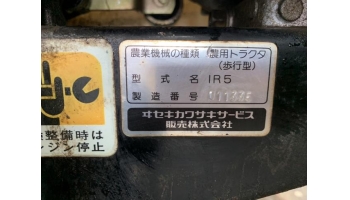 農業機械の種類 農用トラクタ
(歩行型)
型式名 IR5
製造番号
ヰセキカワサキサービス
販売株式会社
整備時は
ジン停止